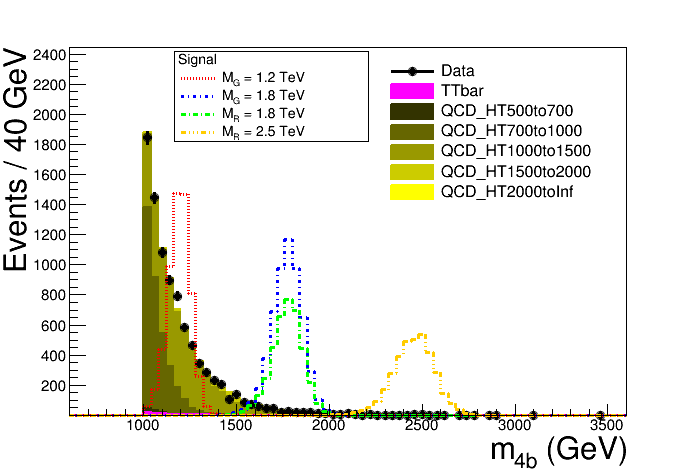 Events / 40 GeV
2400
2200
2000
1800
1600
1400
1200
1000
800
600
400
200
Signal
M_G = 1.2 TeV
M_G = 1.8 TeV
M_R = 1.8 TeV
M_R = 2.5 TeV
Data
TTbar
QCD_HT500to700
QCD_HT700to1000
QCD_HT1000to1500
QCD_HT1500to2000
QCD_HT2000toInf
1000 1500 2000 2500 3000 3500
m_4b (GeV)